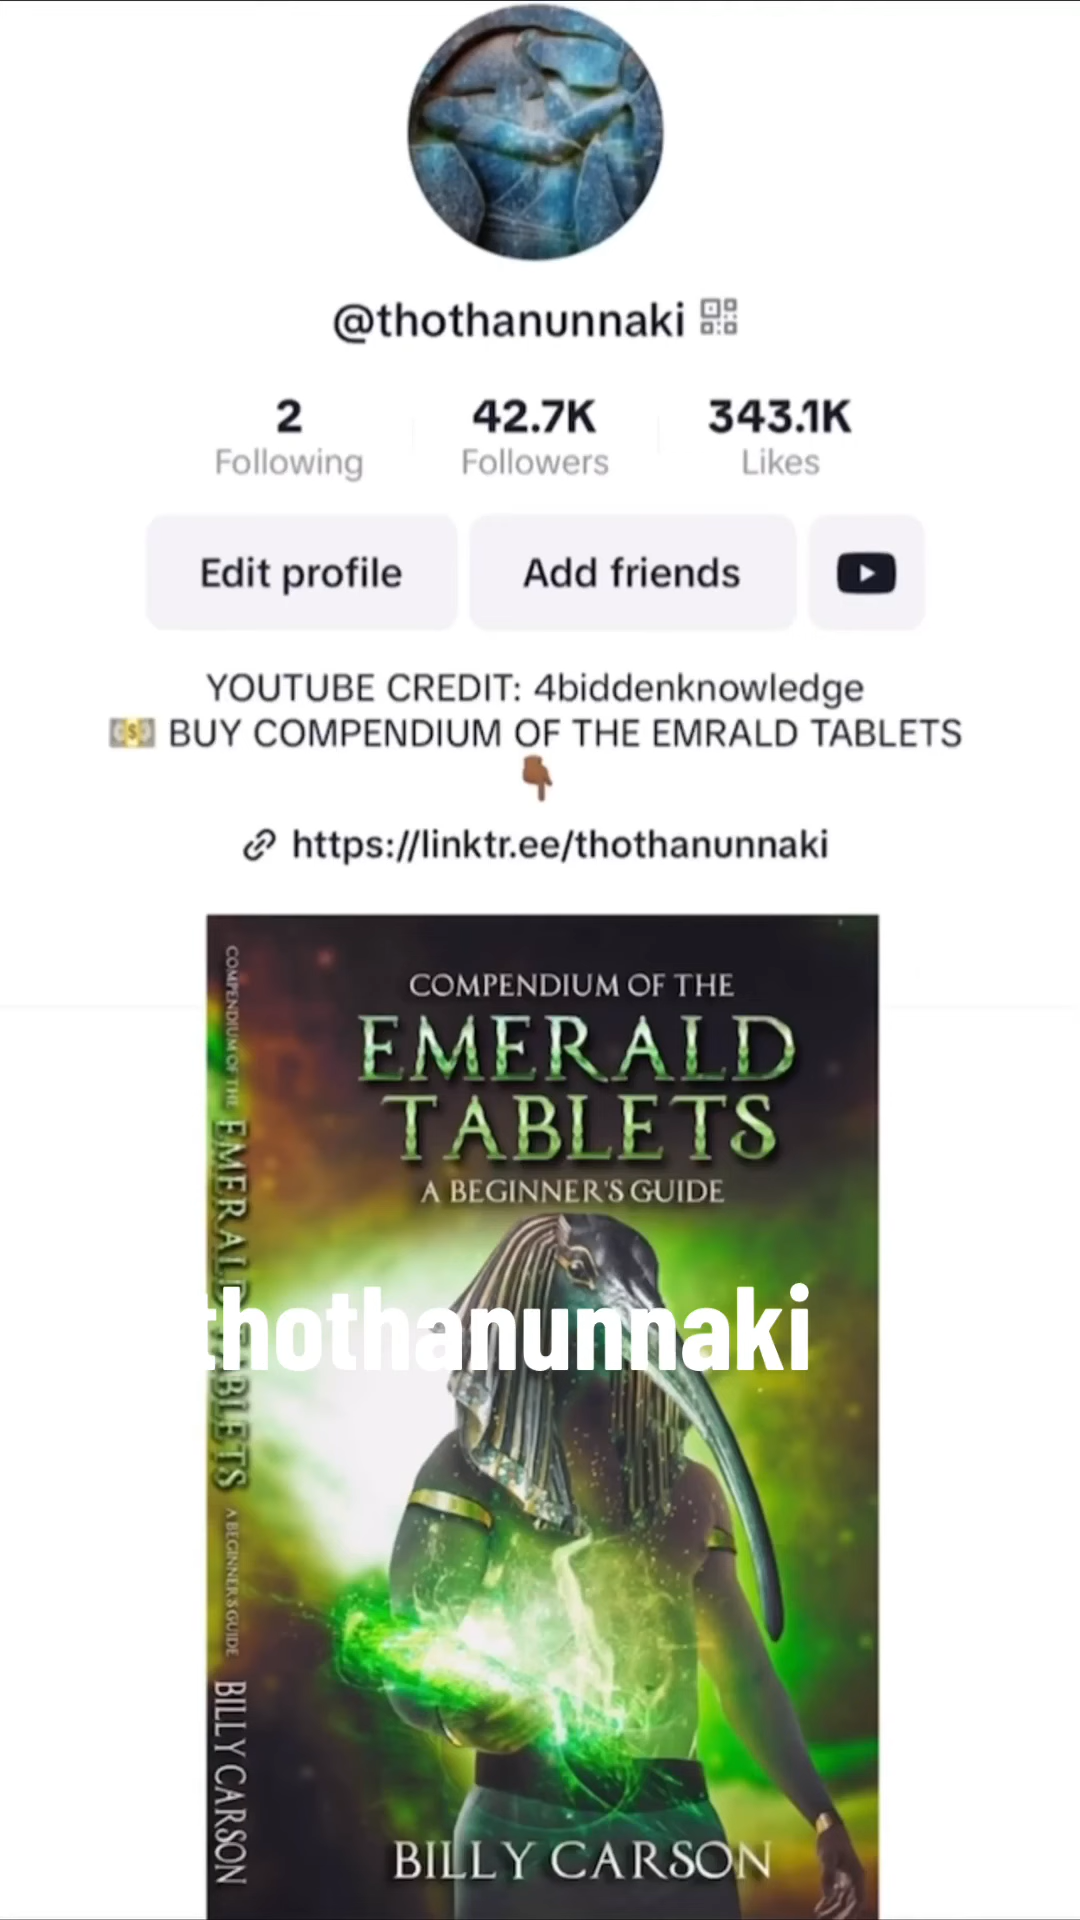 @thothanunnaki
2 42.7K 343.1K
Following Followers Likes
Edit profile Add friends
YOUTUBE CREDIT: 4biddenknowledge
BUY COMPENDIUM OF THE EMRALD TABLETS
https://linktr.ee/thothanunnaki
COMPENDIUM OF THE
EMERALD
TABLETS
A BEGINNER'S GUIDE
thothanunnaki
BILLY CARSON
COMPENDIUM OF THE EMERALD TABLETS A BEGINNER'S GUIDE BILLY CARSON